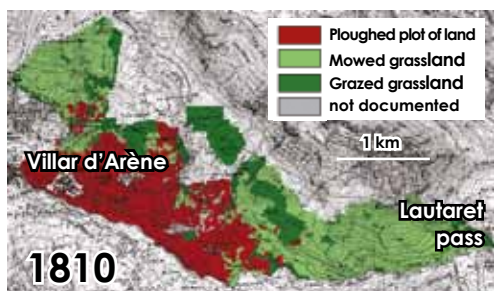 Ploughed plot of land
Mowed grassland
Grazed grassland
not documented
1 km
Villar d'Arène
Lautaret
pass
1810